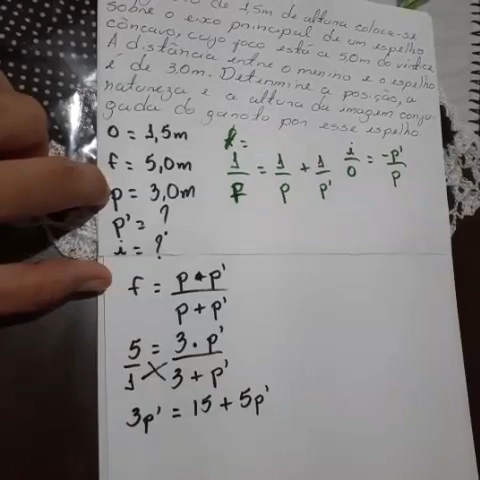 de 1,5m de altura coloca-se
sobre o eixo principal de um espelho
côncavo, cujo foco está a 5,0m do vértice
A distância entre o menino e o espelho
é de 3,0m. Determine a posição, a
natureza e a altura da imagem conju-
gada do garoto por esse espelho.
O = 1,5m
f = 5,0m
p = 3,0m
p' = ?
i = ?
1/F = 1/p + 1/p' i/o = -p'/p
f = p • p' / p + p'
5/1 = 3 . p' / 3 + p'
3p' = 15 + 5p'